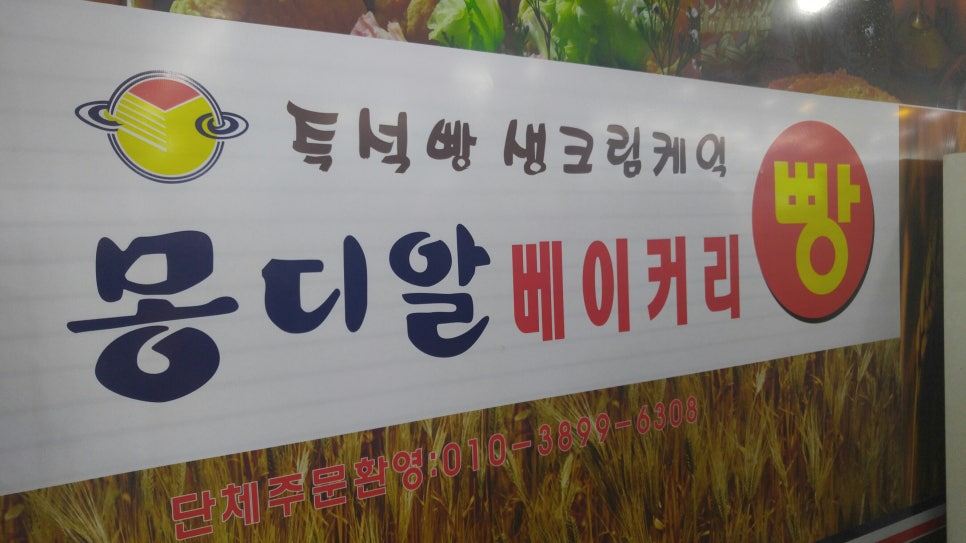 특석빵 생크림케익
몽디알 베이커리
빵
단체주문환영:010-3899-6308